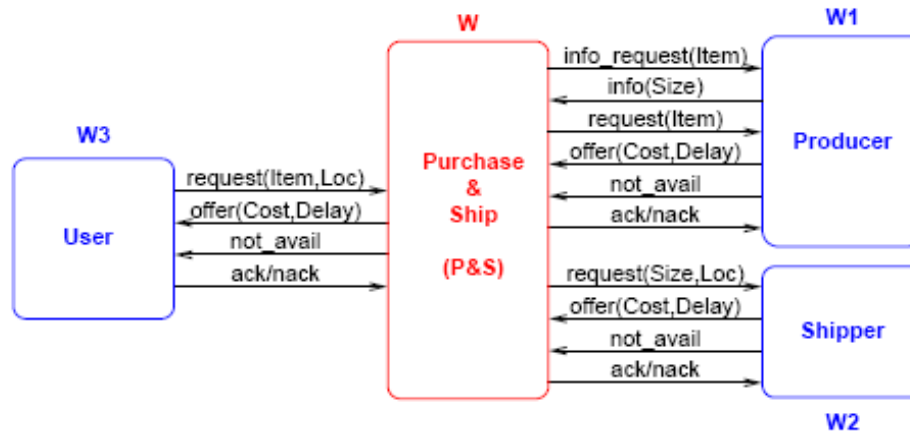 W3
User
request(Item,Loc)
offer(Cost,Delay)
not_avail
ack/nack
W
Purchase
&
Ship
(P&S)
info_request(Item)
info(Size)
request(Item)
offer(Cost,Delay)
not_avail
ack/nack
request(Size,Loc)
offer(Cost,Delay)
not_avail
ack/nack
W1
Producer
Shipper
W2